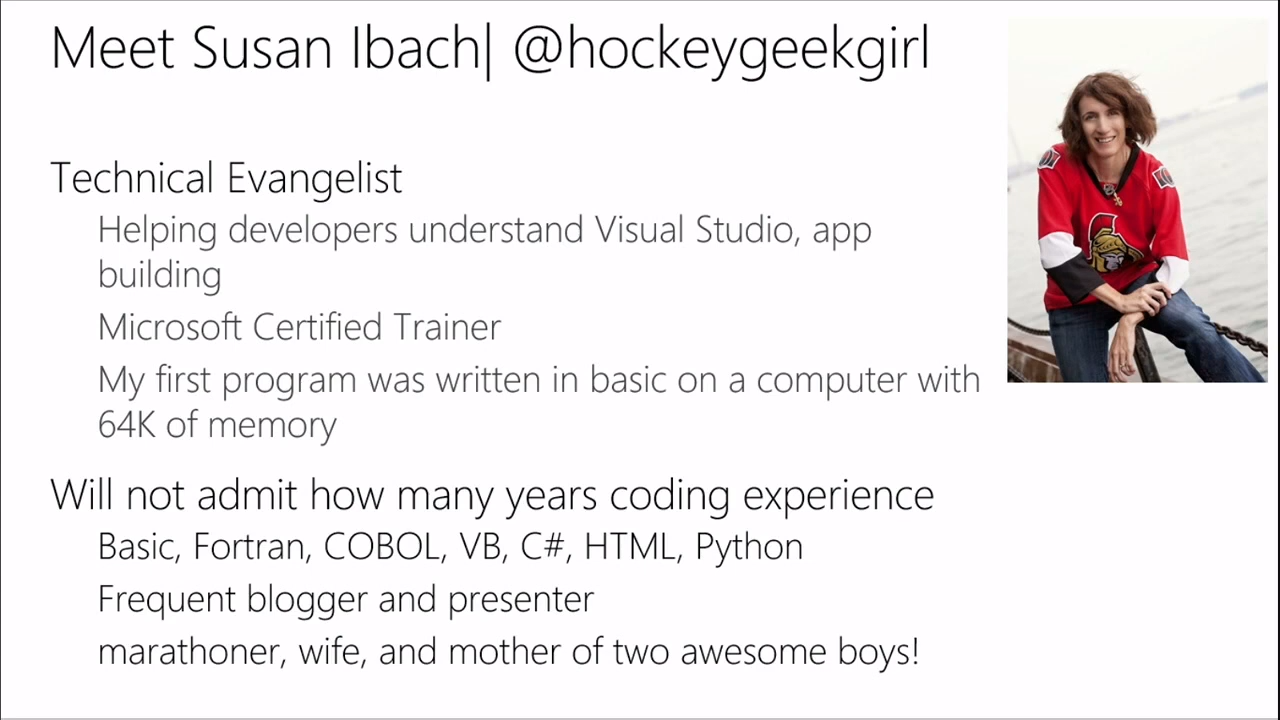 Meet Susan Ibach| @hockeygeekgirl
Technical Evangelist
Helping developers understand Visual Studio, app
building
Microsoft Certified Trainer
My first program was written in basic on a computer with
64K of memory
Will not admit how many years coding experience
Basic, Fortran, COBOL, VB, C#, HTML, Python
Frequent blogger and presenter
marathoner, wife, and mother of two awesome boys!